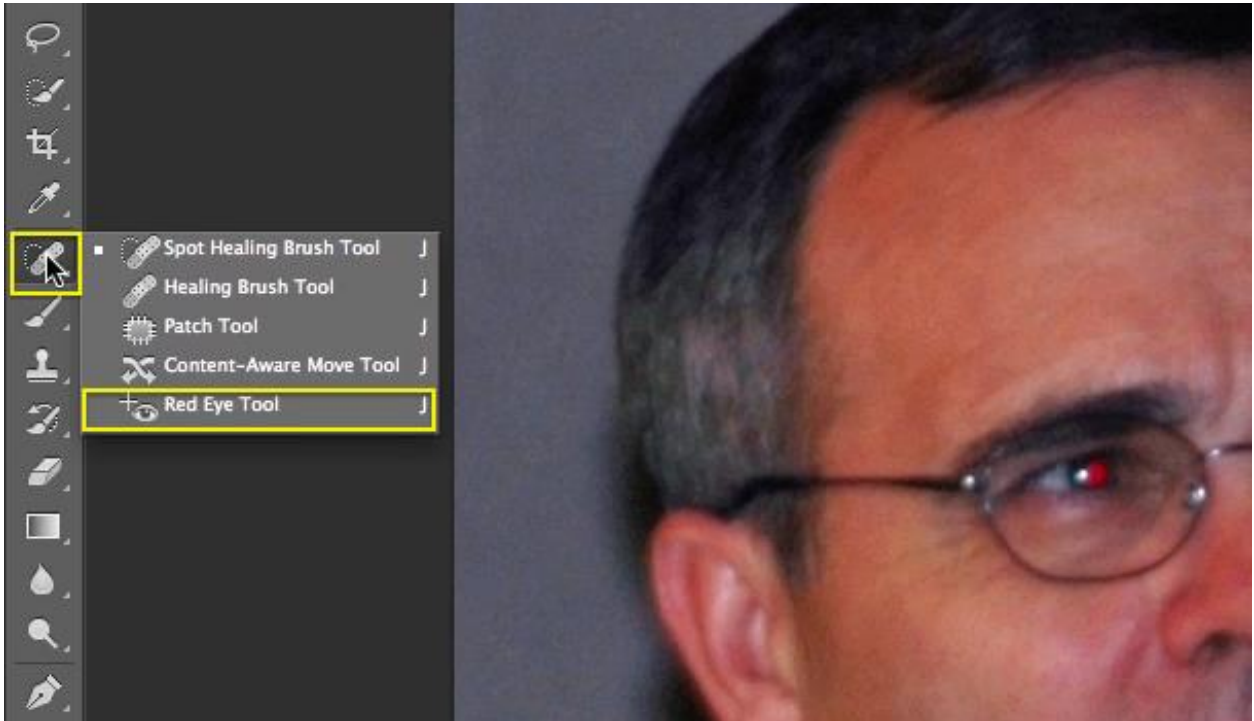 Spot Healing Brush Tool J
Healing Brush Tool J
Patch Tool J
Content-Aware Move Tool J
Red Eye Tool J